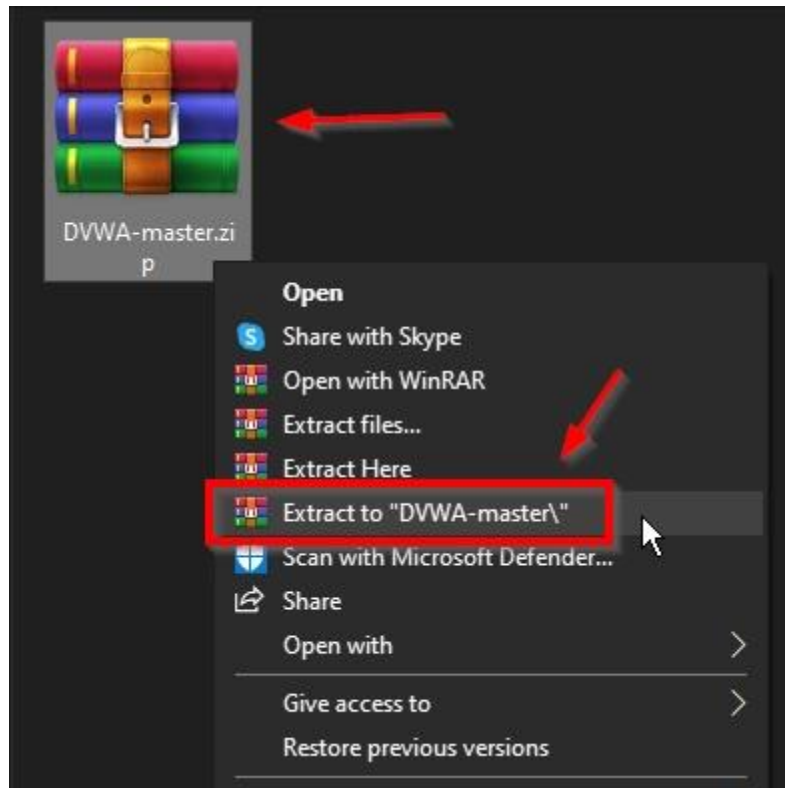 DVWA-master.zi
p
Open
Share with Skype
Open with WinRAR
Extract files...
Extract Here
Extract to "DVWA-master\"
Scan with Microsoft Defender...
Share
Open with
Give access to
Restore previous versions